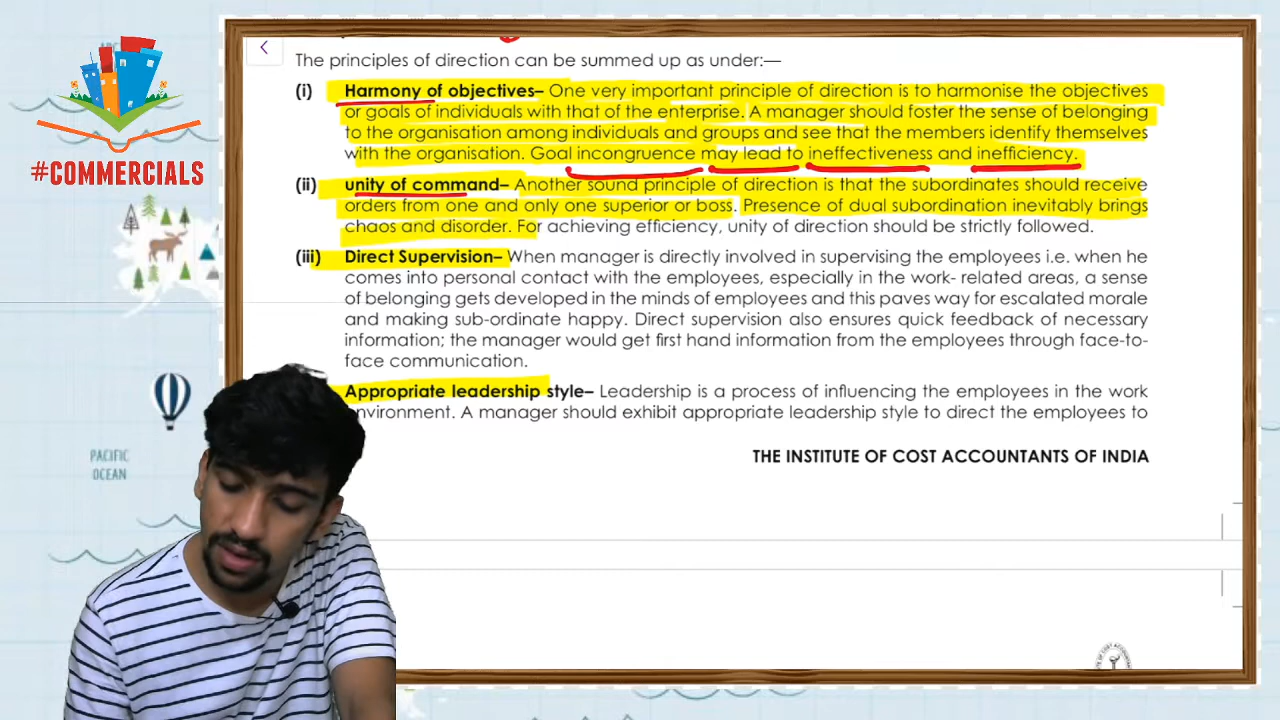 #COMMERCIALS
PACIFIC
OCEAN
The principles of direction can be summed up as under:—
(i) Harmony of objectives– One very important principle of direction is to harmonise the objectives
or goals of individuals with that of the enterprise. A manager should foster the sense of belonging
to the organisation among individuals and groups and see that the members identify themselves
with the organisation. Goal incongruence may lead to ineffectiveness and inefficiency.
(ii) unity of command– Another sound principle of direction is that the subordinates should receive
orders from one and only one superior or boss. Presence of dual subordination inevitably brings
chaos and disorder. For achieving efficiency, unity of direction should be strictly followed.
(iii) Direct Supervision– When manager is directly involved in supervising the employees i.e. when he
comes into personal contact with the employees, especially in the work- related areas, a sense
of belonging gets developed in the minds of employees and this paves way for escalated morale
and making sub-ordinate happy. Direct supervision also ensures quick feedback of necessary
information; the manager would get first hand information from the employees through face-to-
face communication.
Appropriate leadership style– Leadership is a process of influencing the employees in the work
nvironment. A manager should exhibit appropriate leadership style to direct the employees to
THE INSTITUTE OF COST ACCOUNTANTS OF INDIA